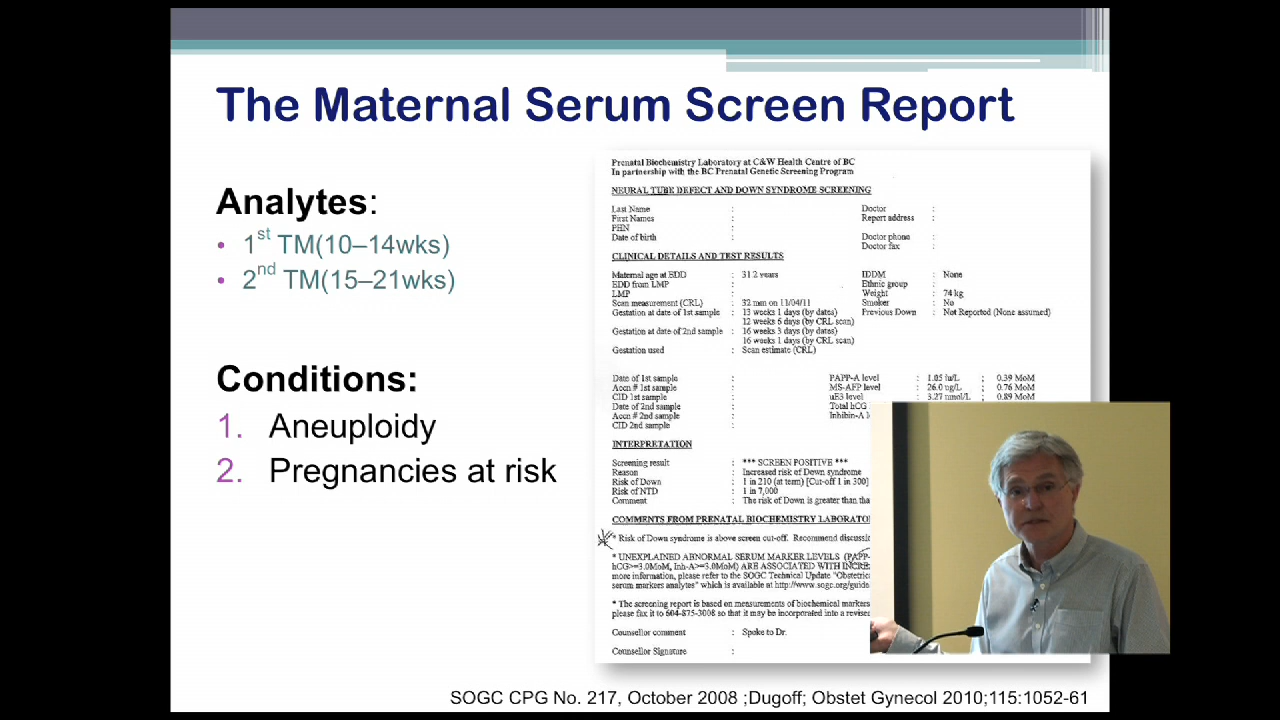 The Maternal Serum Screen Report
Analytes:
• 1st TM(10–14wks)
• 2nd TM(15–21wks)
Conditions:
1. Aneuploidy
2. Pregnancies at risk
Prenatal Biochemistry Laboratory at C&W Health Centre of BC
In partnership with the BC Prenatal Genetic Screening Program
NEURAL TUBE DEFECT AND DOWN SYNDROME SCREENING
Last Name : Doctor :
First Names : Report address :
PHN :
Date of birth : Doctor phone :
Doctor fax :
CLINICAL DETAILS AND TEST RESULTS
Maternal age at EDD : 31.2 years IDDM : None
EDD from LMP : Ethnic group :
LMP : Weight : 74 kg
Scan measurement (CRL) : 32 mm on 11/04/11 Smoker : No
Gestation at date of 1st sample : 13 weeks 1 days (by dates) Previous Down : Not Reported (None assumed)
12 weeks 6 days (by CRL scan)
Gestation at date of 2nd sample : 16 weeks 3 days (by dates)
16 weeks 1 days (by CRL scan)
Gestation used : Scan estimate (CRL)
Date of 1st sample : PAPP-A level : 1.05 iu/L ; 0.39 MoM
Accn # 1st sample : MS-AFP level : 26.0 ug/L ; 0.76 MoM
CID 1st sample : uE3 level : 3.27 nmol/L ; 0.89 MoM
Date of 2nd sample : Total hCG
Accn # 2nd sample : Inhibin-A
CID 2nd sample :
INTERPRETATION
Screening result : *** SCREEN POSITIVE ***
Reason : Increased risk of Down syndrome
Risk of Down : 1 in 210 (at term) [Cut-off 1 in 300]
Risk of NTD : 1 in 7,000
Comment : The risk of Down is greater than
COMMENTS FROM PRENATAL BIOCHEMISTRY
* Risk of Down syndrome is above screen cut-off. Recommend
* UNEXPLAINED ABNORMAL SERUM MARKER LEVELS (PAPP-
hCG>=3.0MoM, Inh-A>=3.0MoM) ARE ASSOCIATED WITH
more information, please refer to the SOGC Technical Update
serum markers analytes" which is available at http://www.sogc.org/
* The screening report is based on measurements of biochemical markers
please fax it to 604-875-3008 so that it may be incorporated into a
Counsellor comment : Spoke to Dr.
Counsellor Signature :
SOGC CPG No. 217, October 2008 ;Dugoff; Obstet Gynecol 2010;115:1052-61